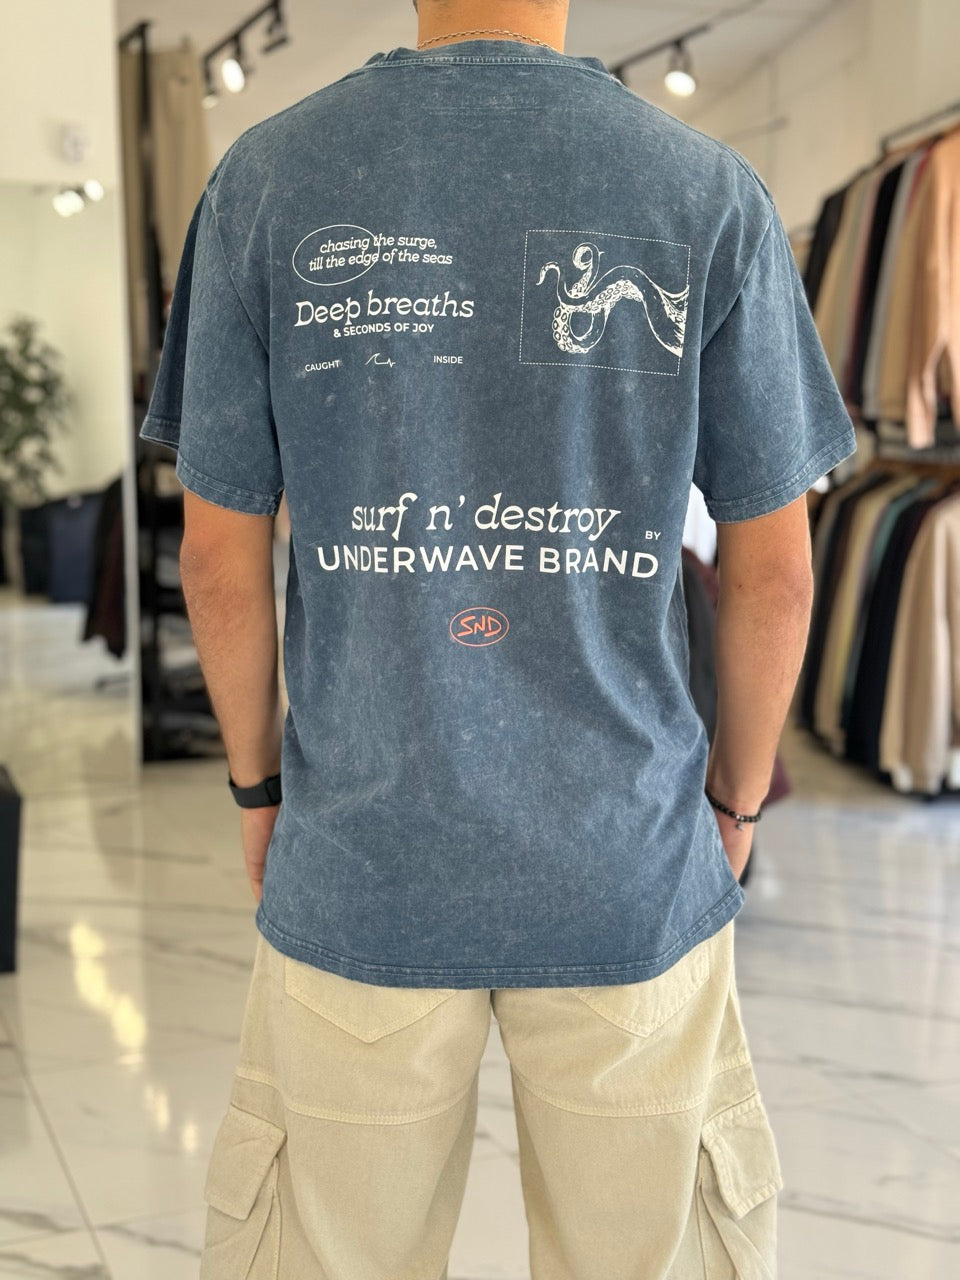 chasing the surge,
till the edge of the seas
Deep breaths
& SECONDS OF JOY
CAUGHT INSIDE
surf n' destroy
BY
UNDERWAVE BRAND
SND